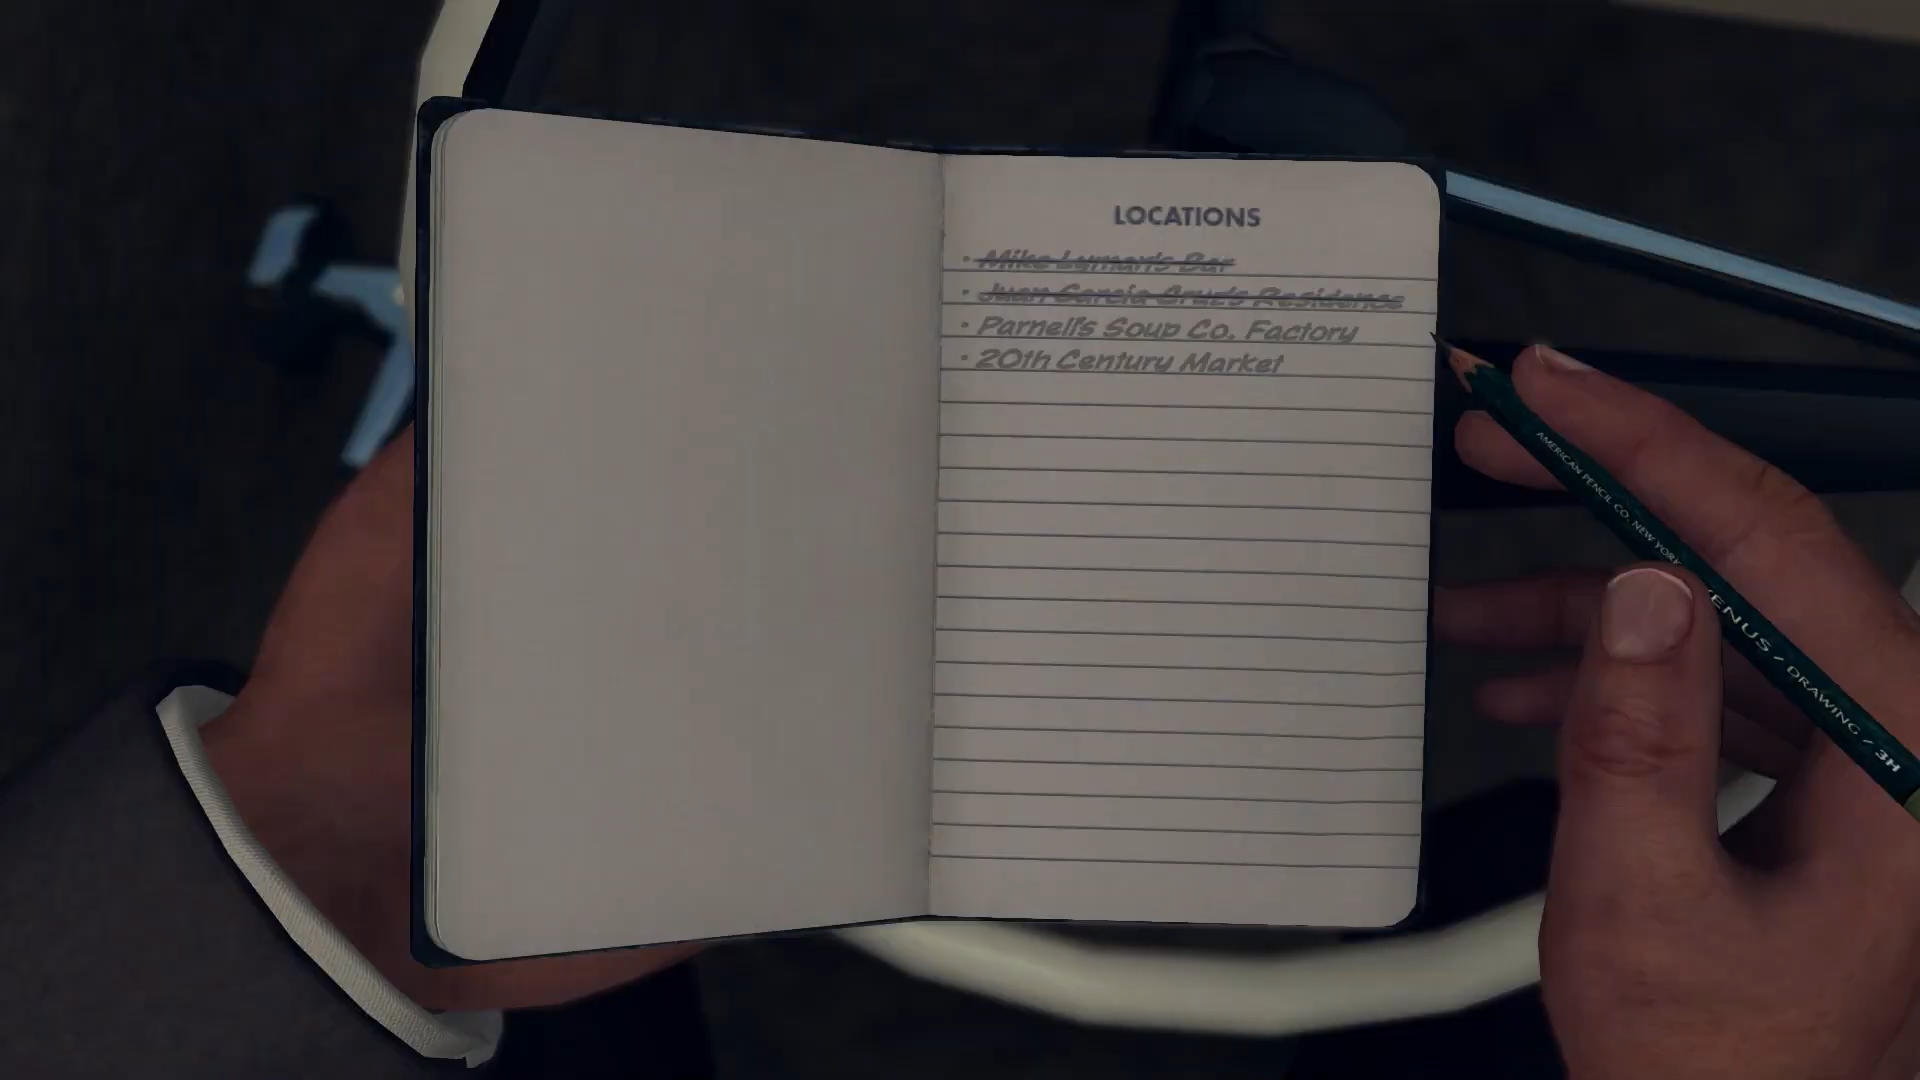 LOCATIONS
· Mike Lyman's Bar
· Juan Garcia Cruz's Residence
· Parnell's Soup Co. Factory
· 20th Century Market
AMERICAN PENCIL CO. NEW YORK
VENUS / DRAWING / 3H